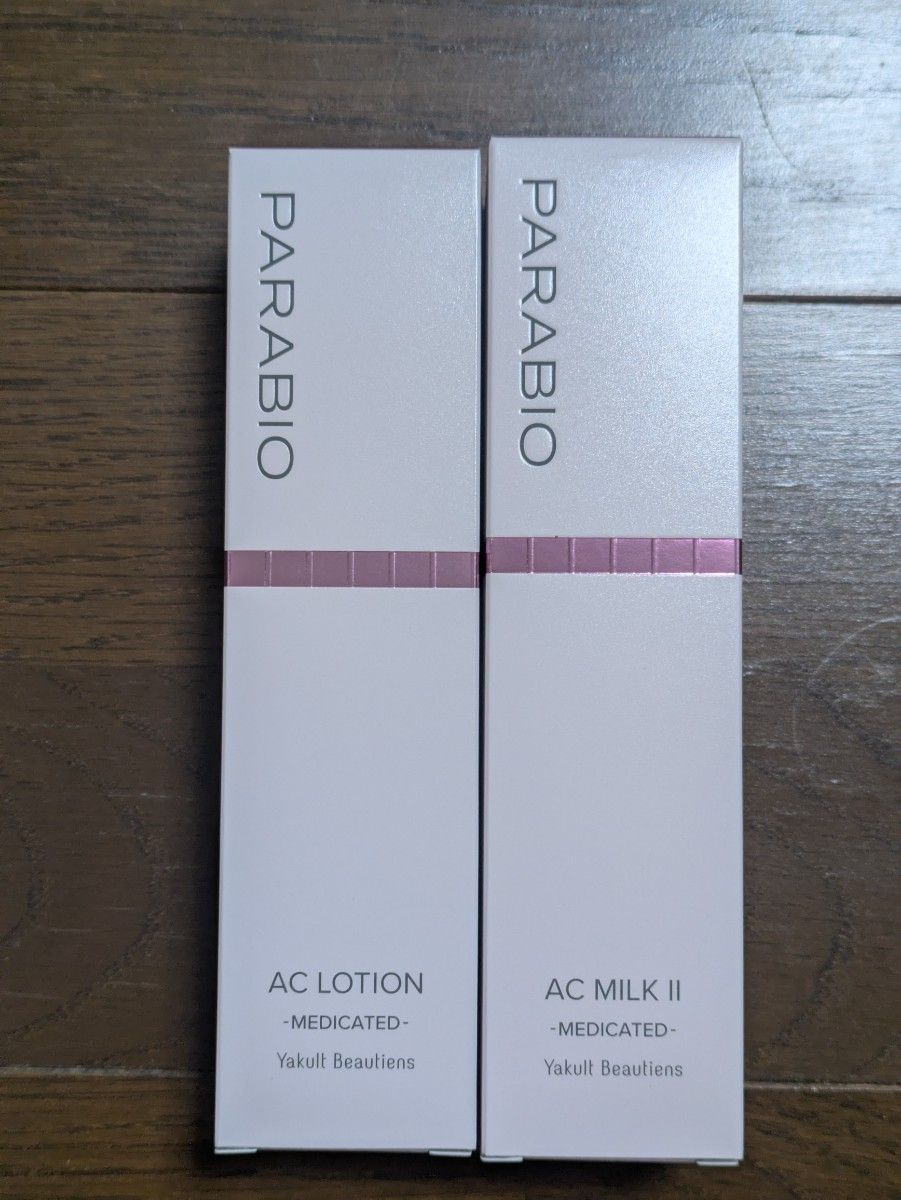 PARABIO
AC LOTION
-MEDICATED-
Yakult Beautiens
PARABIO
AC MILK II
-MEDICATED-
Yakult Beautiens